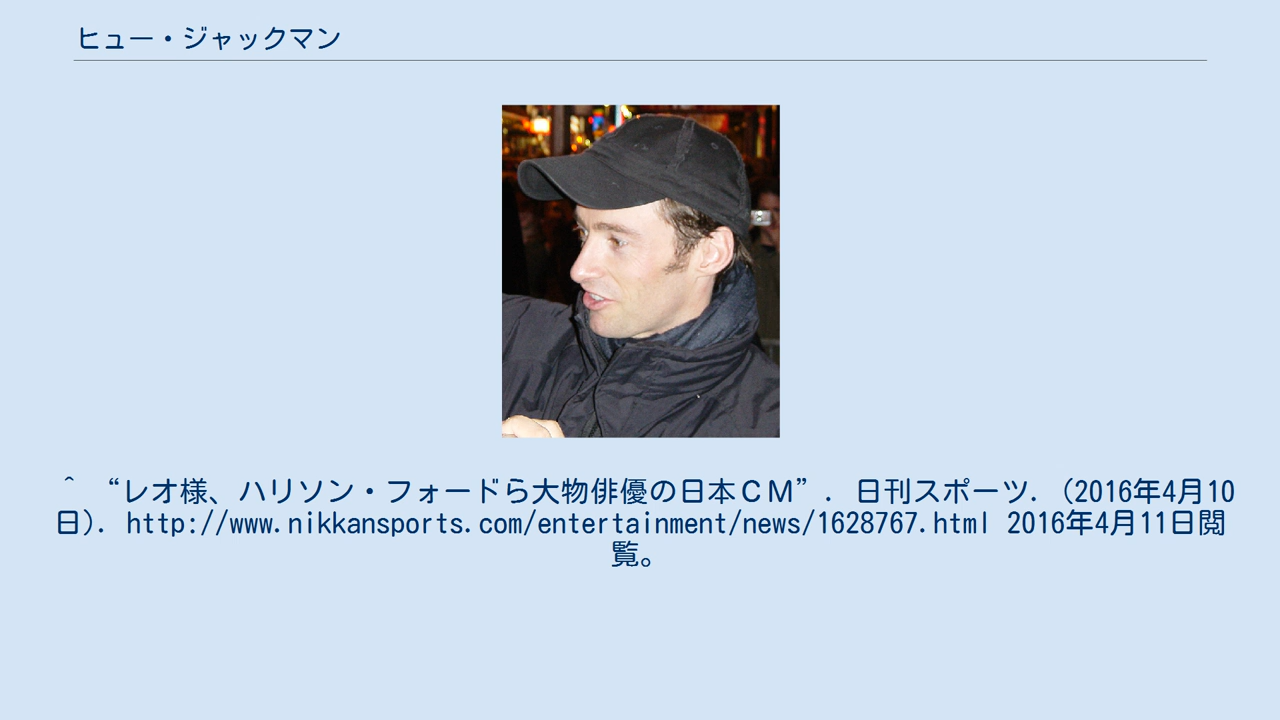 ヒュー・ジャックマン
^ “レオ様、ハリソン・フォードら大物俳優の日本ＣＭ”. 日刊スポーツ. (2016年4月10
日). http://www.nikkansports.com/entertainment/news/1628767.html 2016年4月11日閲
覧。